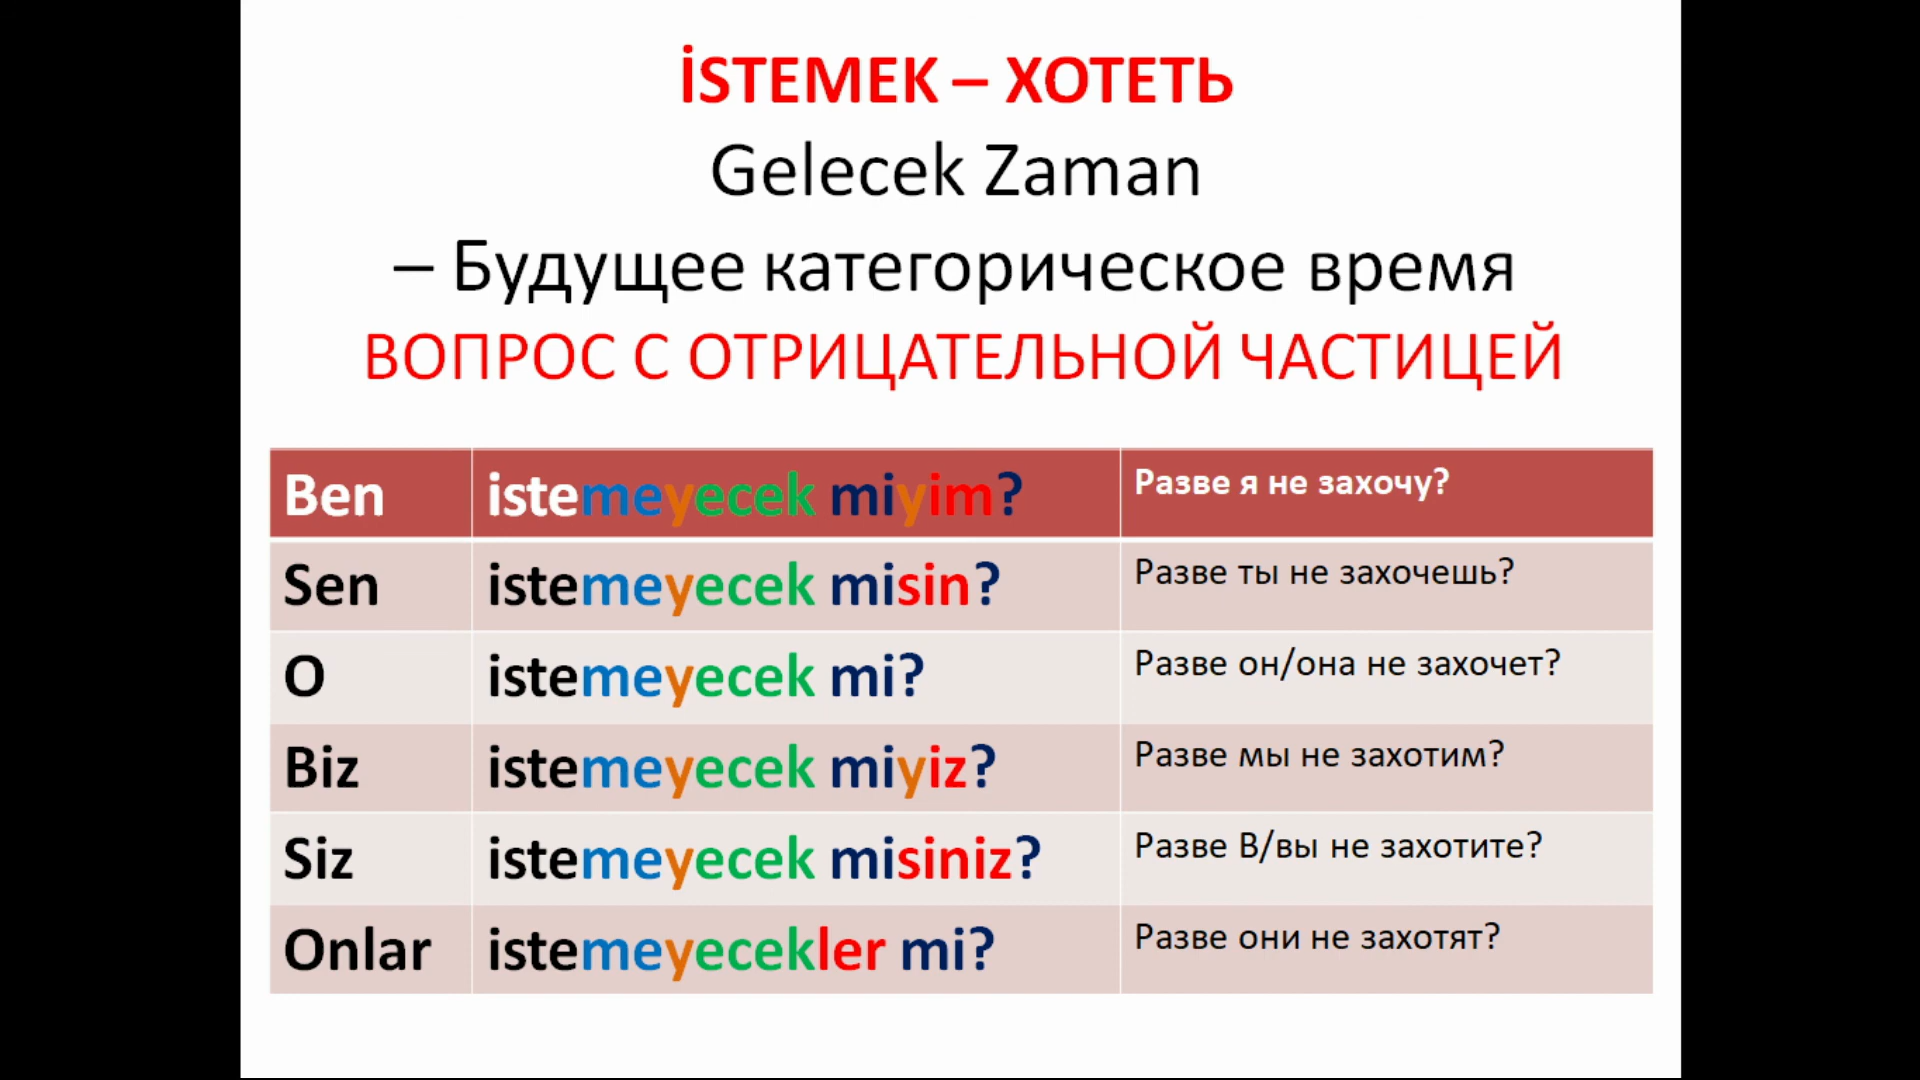 İSTEMEK – ХОТЕТЬ
Gelecek Zaman
– Будущее категорическое время
ВОПРОС С ОТРИЦАТЕЛЬНОЙ ЧАСТИЦЕЙ
Ben istemeyecek miyim? Разве я не захочу?
Sen istemeyecek misin? Разве ты не захочешь?
O istemeyecek mi? Разве он/она не захочет?
Biz istemeyecek miyiz? Разве мы не захотим?
Siz istemeyecek misiniz? Разве В/вы не захотите?
Onlar istemeyecekler mi? Разве они не захотят?